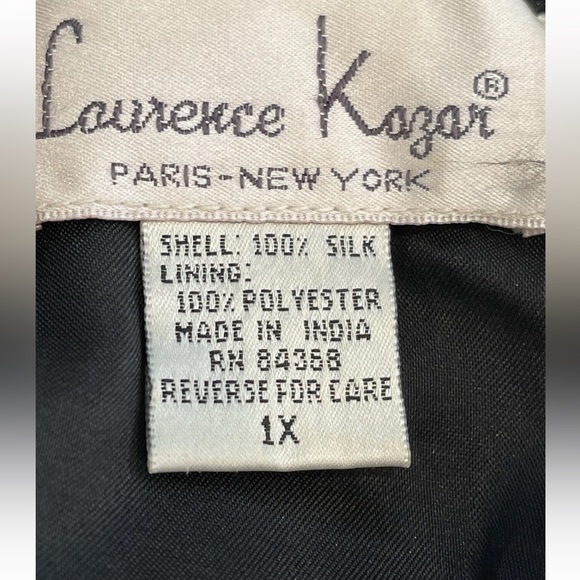 Laurence Kazar®
PARIS-NEW YORK
SHELL: 100% SILK
LINING:
100% POLYESTER
MADE IN INDIA
RN 84368
REVERSE FOR CARE
1X